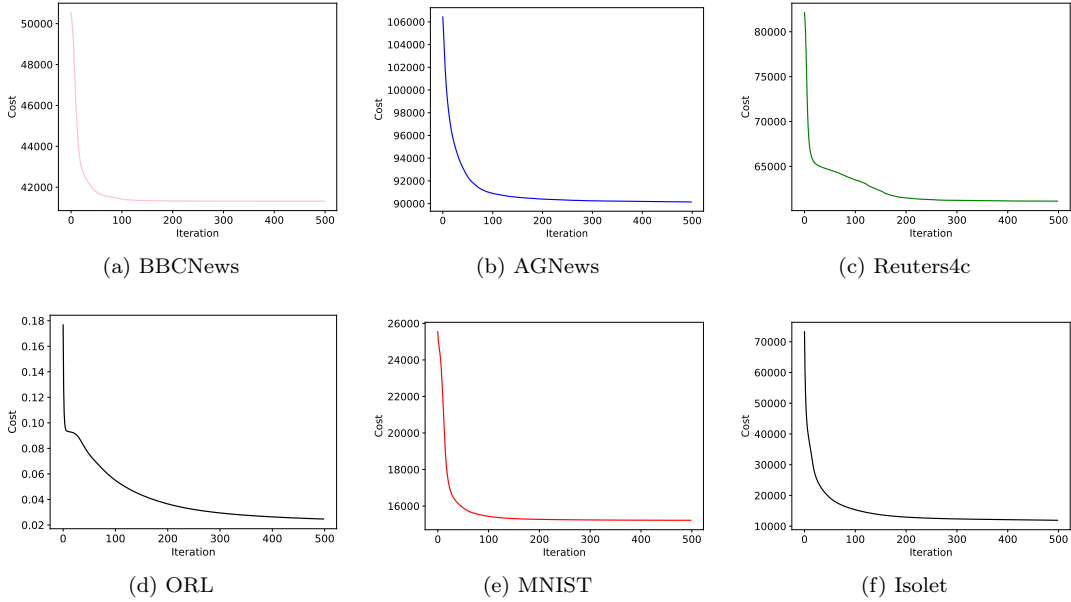 50000
48000
46000
44000
42000
Cost
0 100 200 300 400 500
Iteration
(a) BBCNews
106000
104000
102000
100000
98000
96000
94000
92000
90000
Cost
0 100 200 300 400 500
Iteration
(b) AGNews
80000
75000
70000
65000
Cost
0 100 200 300 400 500
Iteration
(c) Reuters4c
0.18
0.16
0.14
0.12
0.10
0.08
0.06
0.04
0.02
Cost
0 100 200 300 400 500
Iteration
(d) ORL
26000
24000
22000
20000
18000
16000
Cost
0 100 200 300 400 500
Iteration
(e) MNIST
70000
60000
50000
40000
30000
20000
10000
Cost
0 100 200 300 400 500
Iteration
(f) Isolet